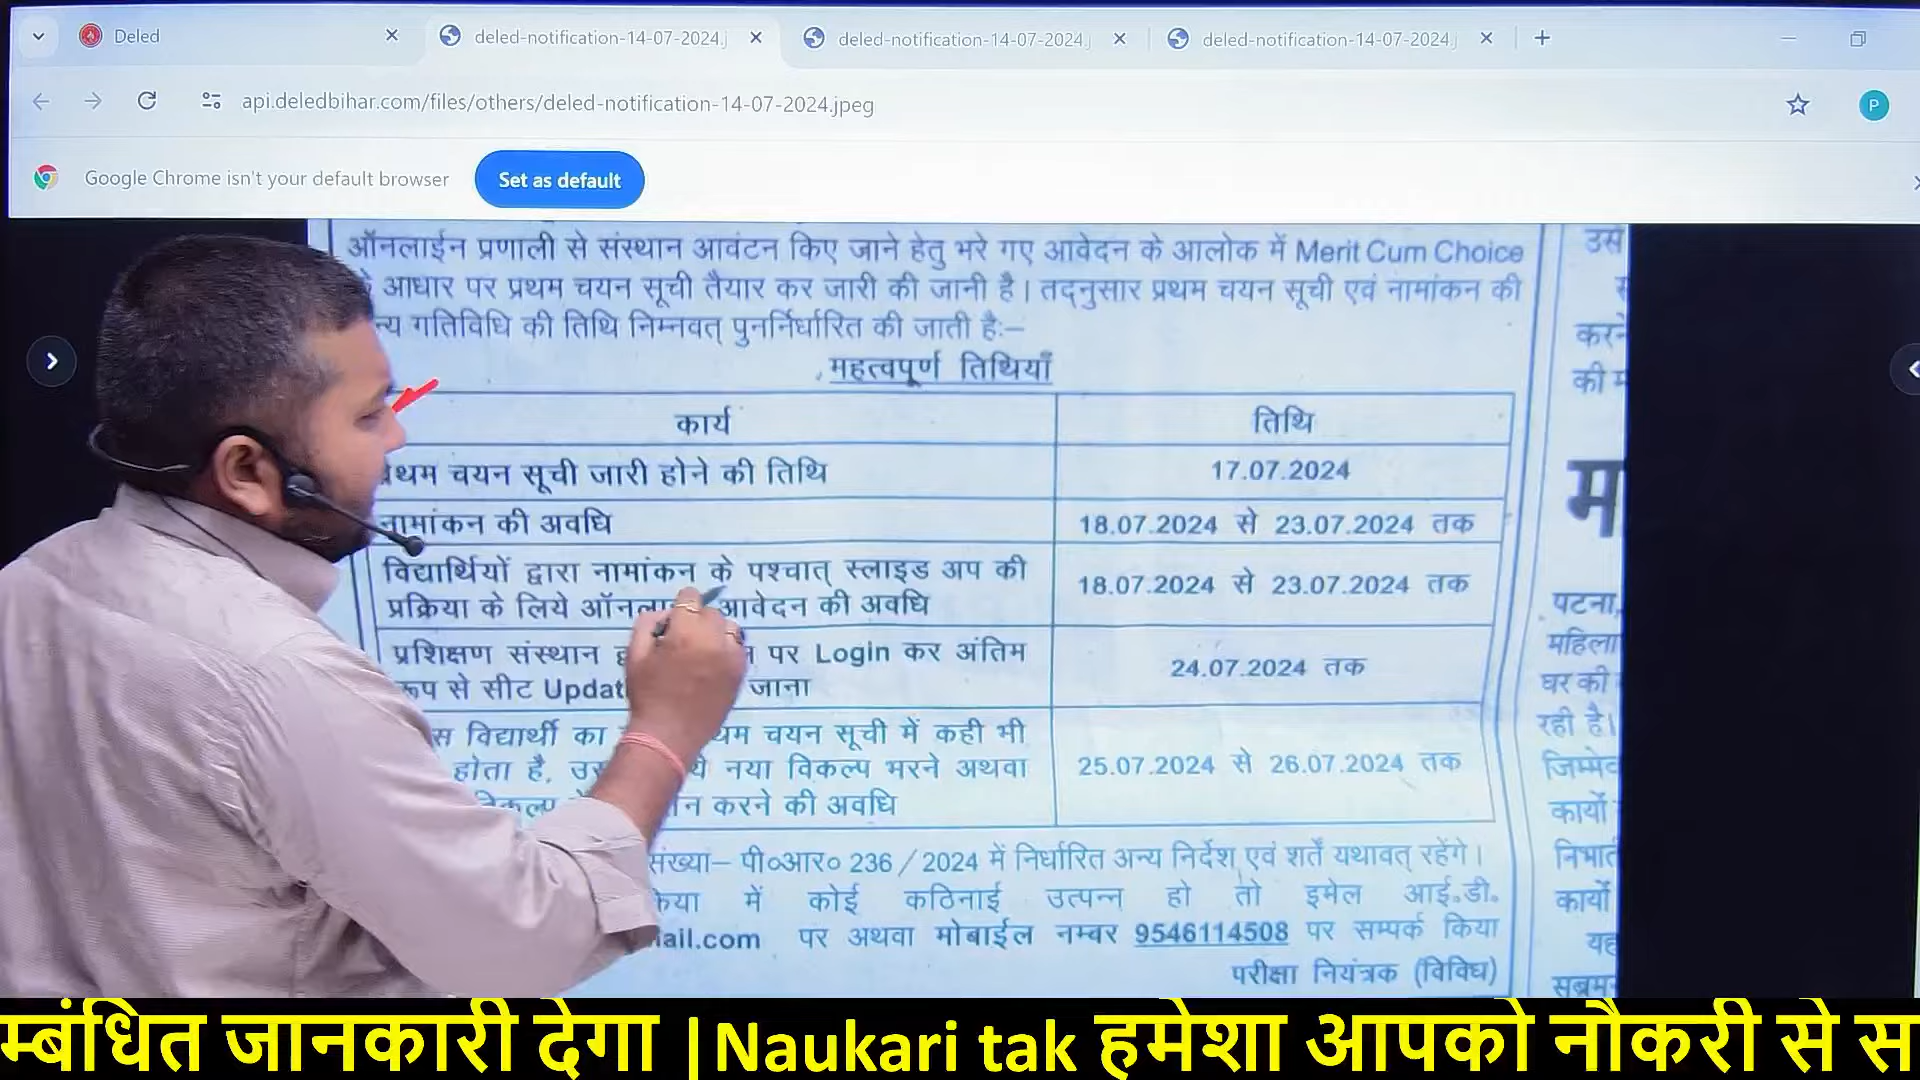 Deled
deled-notification-14-07-2024.j
deled-notification-14-07-2024.
deled-notification-14-07-2024.
api.deledbihar.com/files/others/deled-notification-14-07-2024.jpeg
P
Google Chrome isn't your default browser
Set as default
ऑनलाईन प्रणाली से संस्थान आवंटन किए जाने हेतु भरे गए आवेदन के आलोक में Merit Cum Choice
आधार पर प्रथम चयन सूची तैयार कर जारी की जानी है। तद्नुसार प्रथम चयन सूची एवं नामांकन की
गतिविधि की तिथि निम्नवत् पुनर्निर्धारित की जाती है:–
महत्वपूर्ण तिथियाँ
कार्य तिथि
चयन सूची जारी होने की तिथि 17.07.2024
नामांकन की अवधि 18.07.2024 से 23.07.2024 तक
विद्यार्थियों द्वारा नामांकन के पश्चात् स्लाइड अप की
प्रक्रिया के लिये आवेदन की अवधि 18.07.2024 से 23.07.2024 तक
प्रशिक्षण संस्थान पर Login कर अंतिम
रूप से सीट जाना 24.07.2024 तक
विद्यार्थी का चयन सूची में कही भी
होता है, नया विकल्प भरने अथवा 25.07.2024 से 26.07.2024 तक
करने की अवधि
संख्या– पी०आर० 236 / 2024 में निर्धारित अन्य निर्देश एवं शर्ते यथावत् रहेंगे।
में कोई कठिनाई उत्पन्न हो तो इमेल आई.डी.
ail.com पर अथवा मोबाईल नम्बर 9546114508 पर सम्पर्क किया
परीक्षा नियंत्रक (विविध)
उस
करने
की
पटना,
महिला
घर की
रही है।
कार्यो
कार्यो
यह
म्बंधित जानकारी देगा |Naukari tak हमेशा आपको नौकरी से स